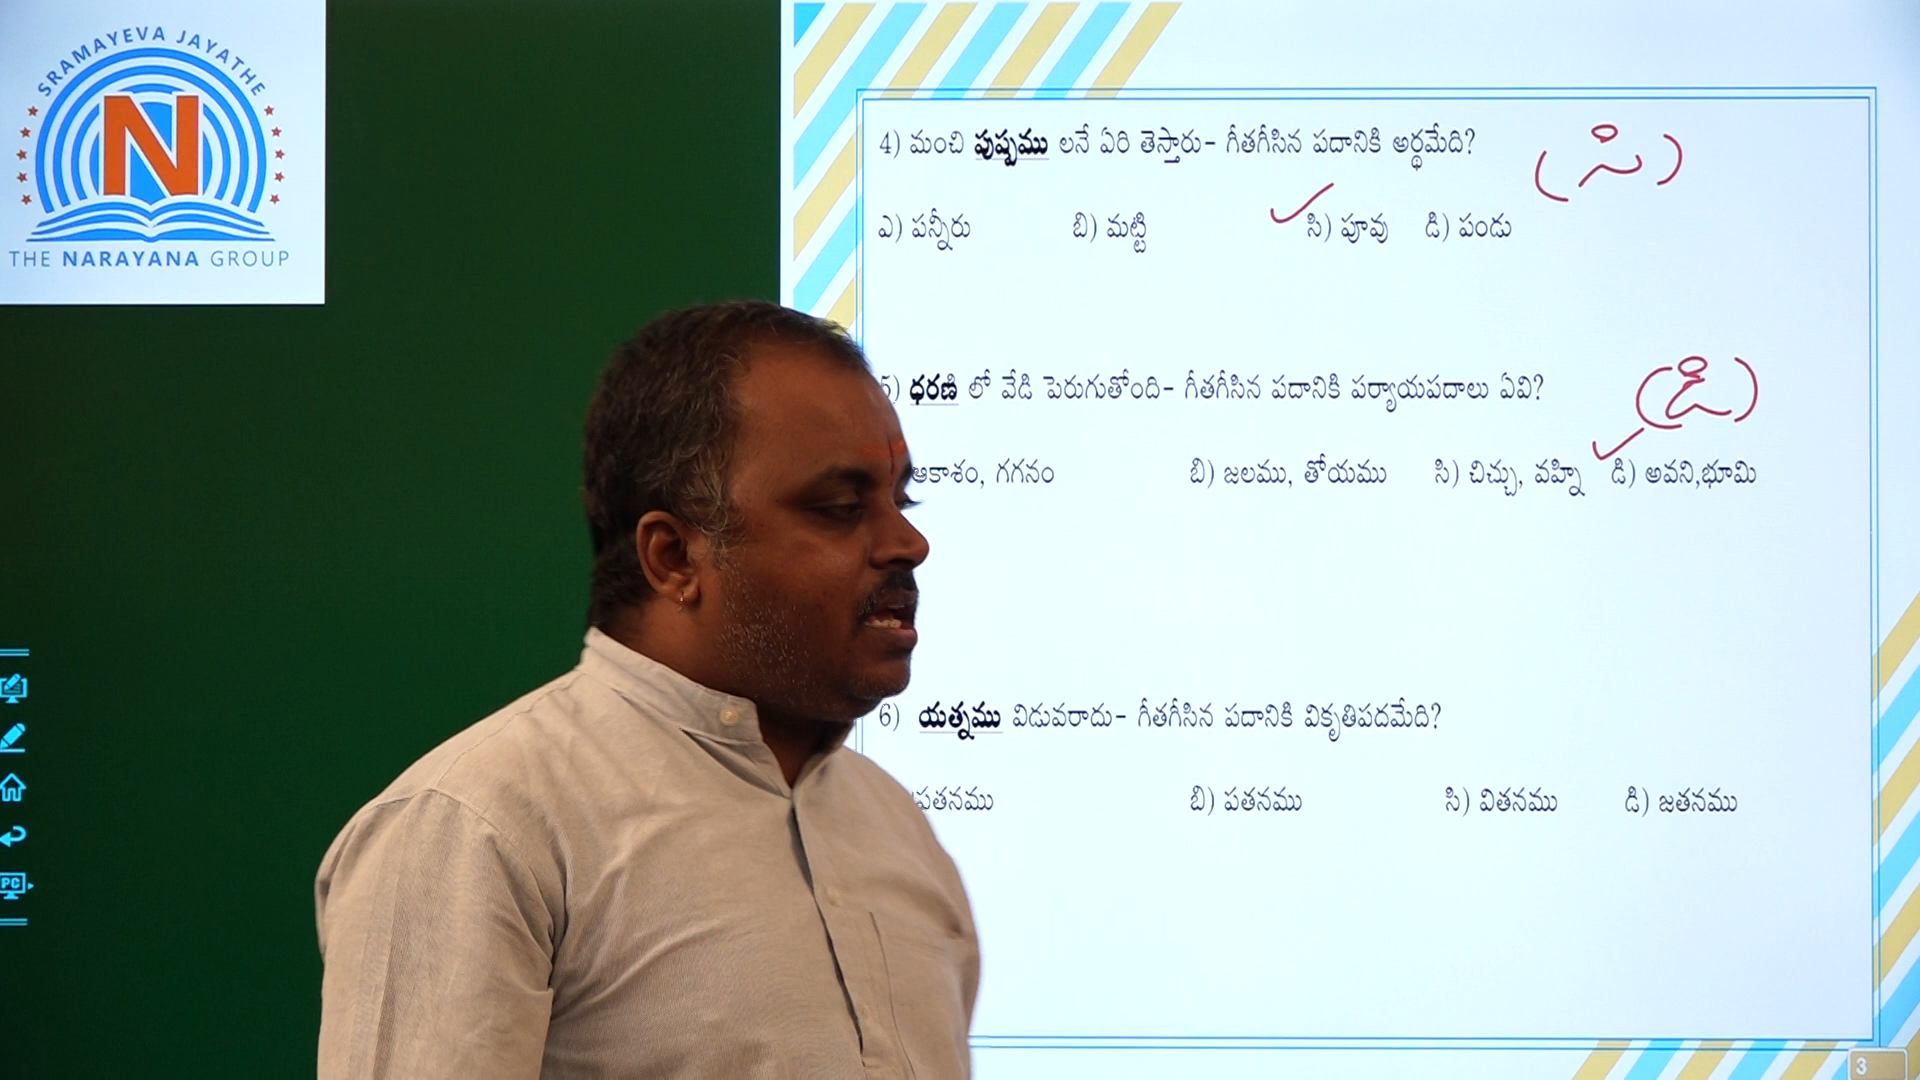 SRAMAYEVA JAYATHE
N
THE NARAYANA GROUP
4) మంచి పుష్పము లనే ఏరి తెస్తారు- గీతగీసిన పదానికి అర్థమేది? (సి)
ఎ) పన్నీరు బి) మట్టి సి) పూవు డి) పండు
5) ధరణి లో వేడి పెరుగుతోంది- గీతగీసిన పదానికి పర్యాయపదాలు ఏవి? (డి)
ఆకాశం, గగనం బి) జలము, తోయము సి) చిచ్చు, వహ్ని డి) అవని,భూమి
6) యత్నము విడువరాదు- గీతగీసిన పదానికి వికృతిపదమేది?
పతనము బి) పతనము సి) వితనము డి) జతనము
PC
3